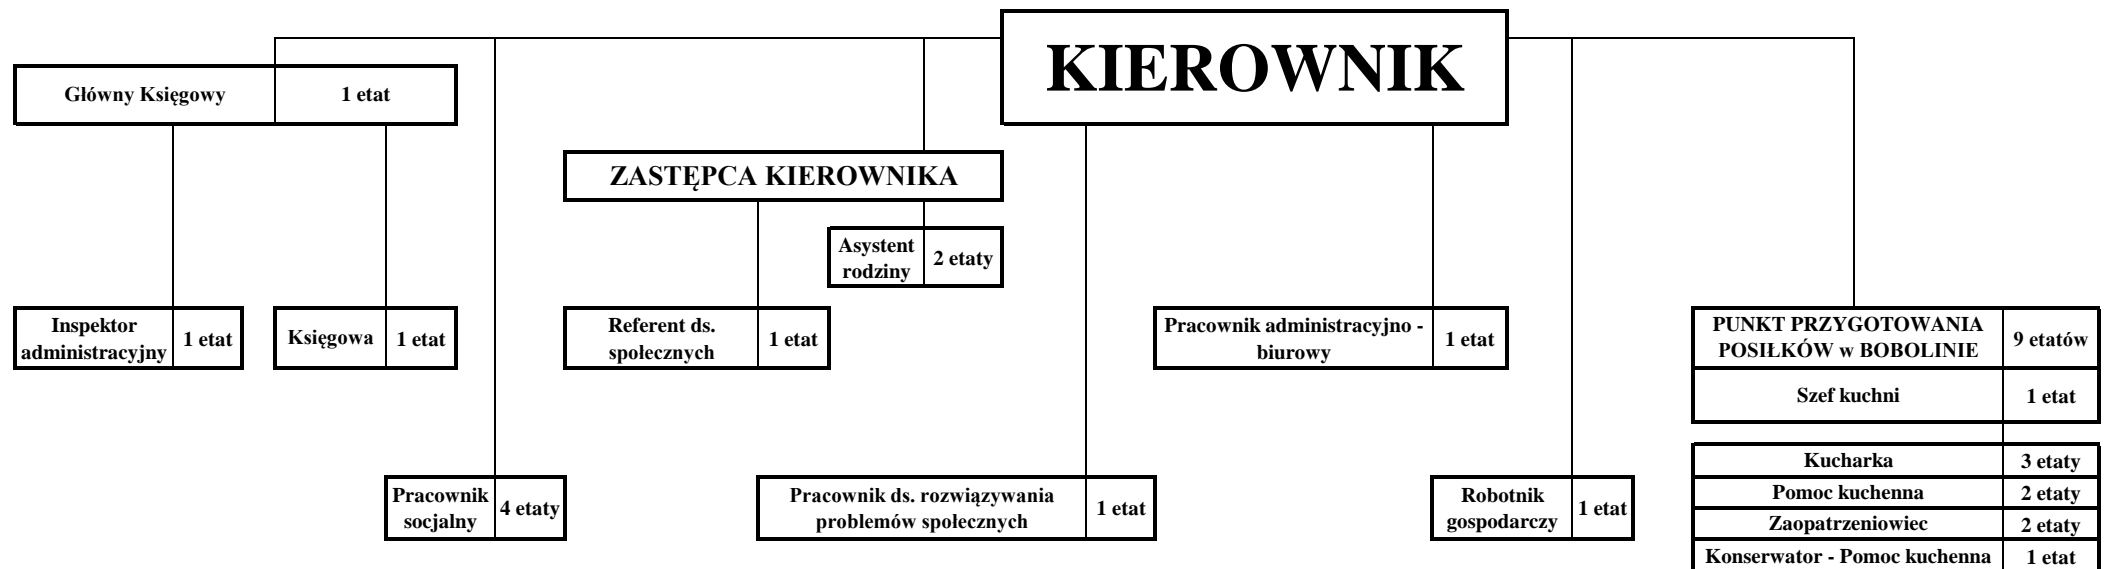 KIEROWNIK
Główny Księgowy
1 etat
ZASTĘPCA KIEROWNIKA
Asystent
rodziny
2 etaty
Inspektor
administracyjny
1 etat
Księgowa
1 etat
Referent ds.
społecznych
1 etat
Pracownik administracyjno -
biurowy
1 etat
PUNKT PRZYGOTOWANIA
POSIŁKÓW w BOBOLINIE
9 etatów
Szef kuchni
1 etat
Kucharka
3 etaty
Pomoc kuchenna
2 etaty
Zaopatrzeniowiec
2 etaty
Konserwator - Pomoc kuchenna
1 etat
Pracownik
socjalny
4 etaty
Pracownik ds. rozwiązywania
problemów społecznych
1 etat
Robotnik
gospodarczy
1 etat